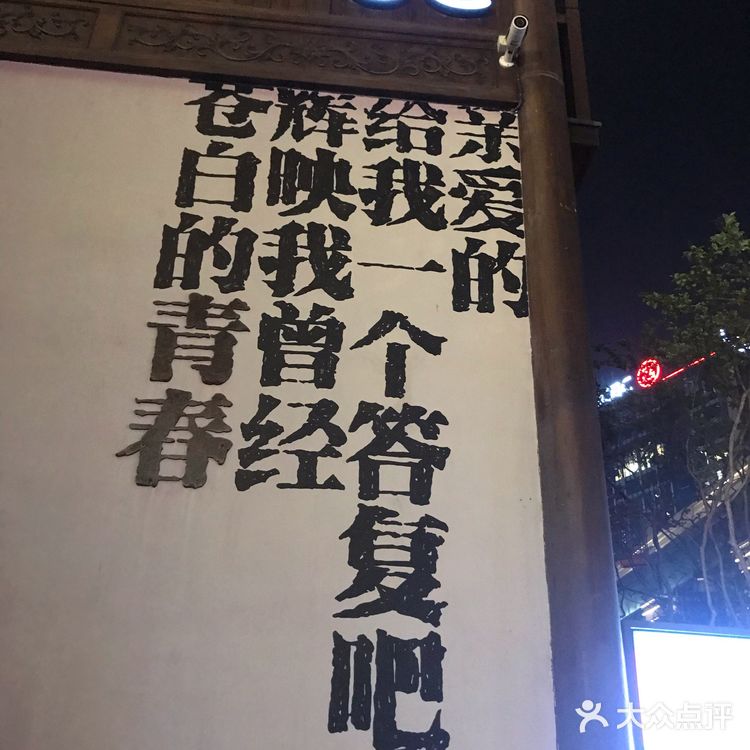 亲爱的
给我一个答复吧
辉映我曾经
苍白的青春
大众点评